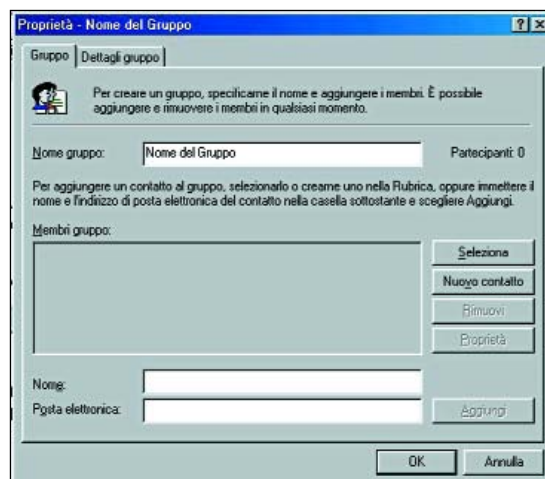 Proprietà - Nome del Gruppo
Gruppo
Dettagli gruppo
Per creare un gruppo, specificarne il nome e aggiungere i membri. È possibile
aggiungere e rimuovere i membri in qualsiasi momento.
Nome gruppo:
Nome del Gruppo
Partecipanti: 0
Per aggiungere un contatto al gruppo, selezionarlo o crearne uno nella Rubrica, oppure immettere il
nome e l'indirizzo di posta elettronica del contatto nella casella sottostante e scegliere Aggiungi.
Membri gruppo:
Seleziona
Nuovo contatto
Rimuovi
Proprietà
Nome:
Posta elettronica:
Aggiungi
OK
Annulla